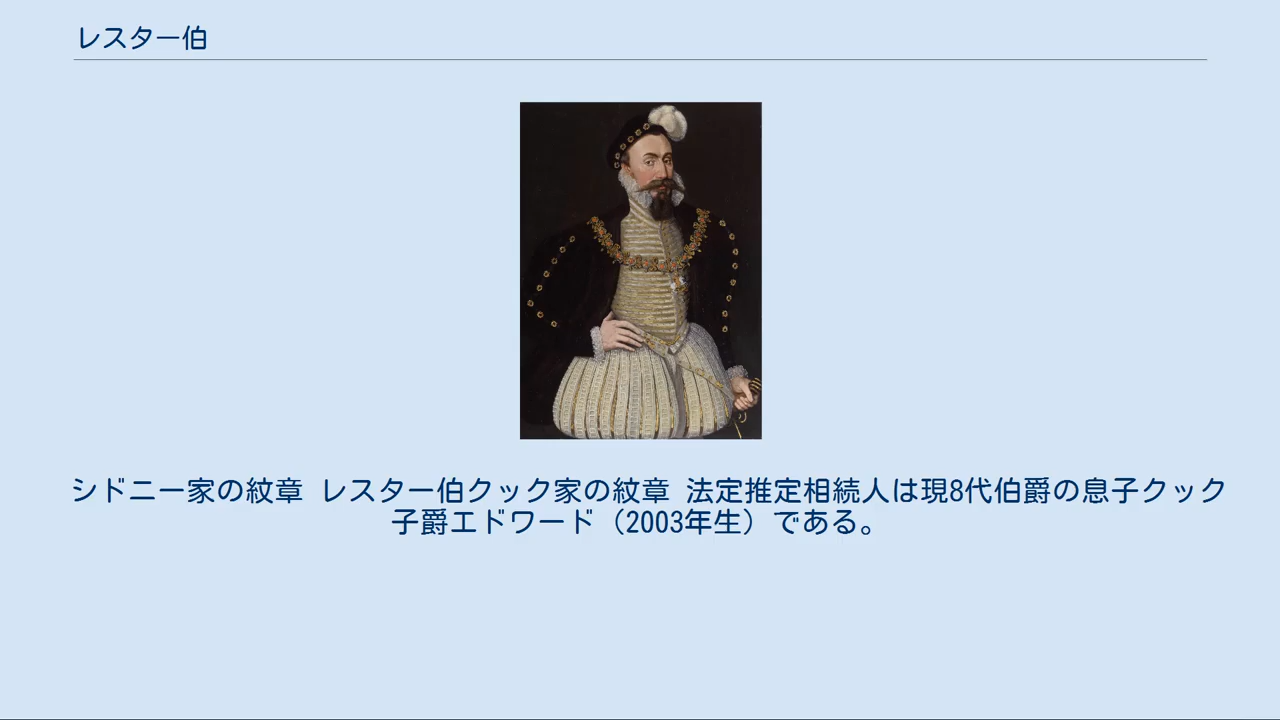 レスター伯
シドニー家の紋章 レスター伯クック家の紋章 法定推定相続人は現8代伯爵の息子クック
子爵エドワード（2003年生）である。